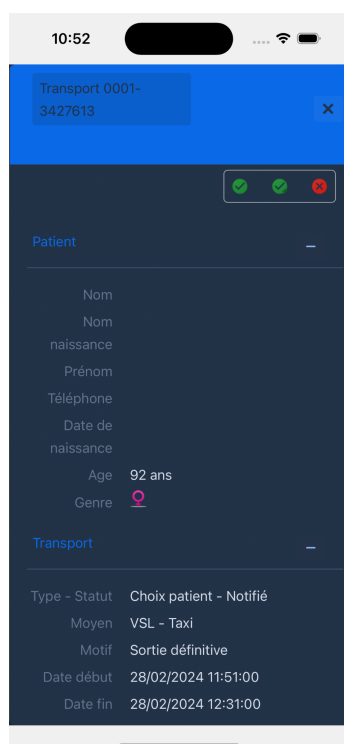 10:52
Transport 0001-
3427613
Patient
Nom
Nom
naissance
Prénom
Téléphone
Date de
naissance
Age 92 ans
Genre
Transport
Type - Statut Choix patient - Notifié
Moyen VSL - Taxi
Motif Sortie définitive
Date début 28/02/2024 11:51:00
Date fin 28/02/2024 12:31:00